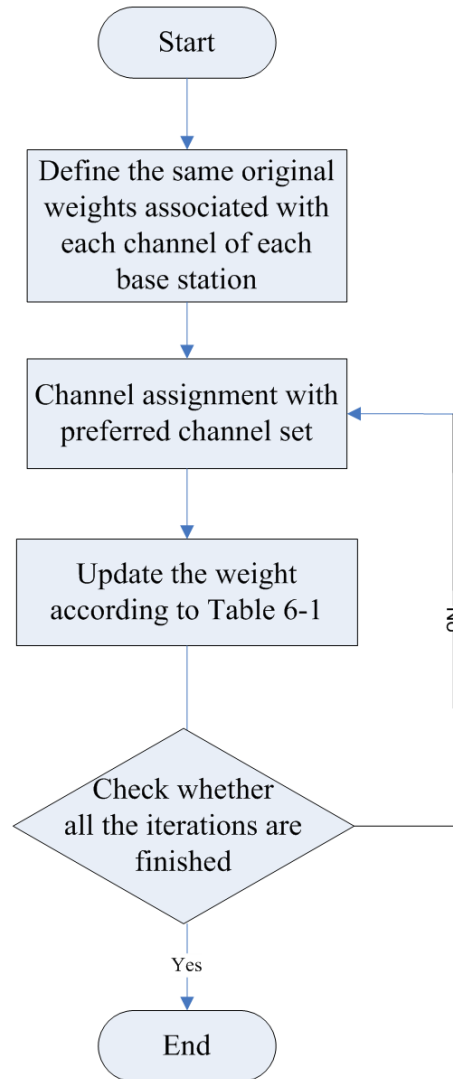 Start
Define the same original
weights associated with
each channel of each
base station
Channel assignment with
preferred channel set
Update the weight
according to Table 6-1
No
Check whether
all the iterations are
finished
Yes
End